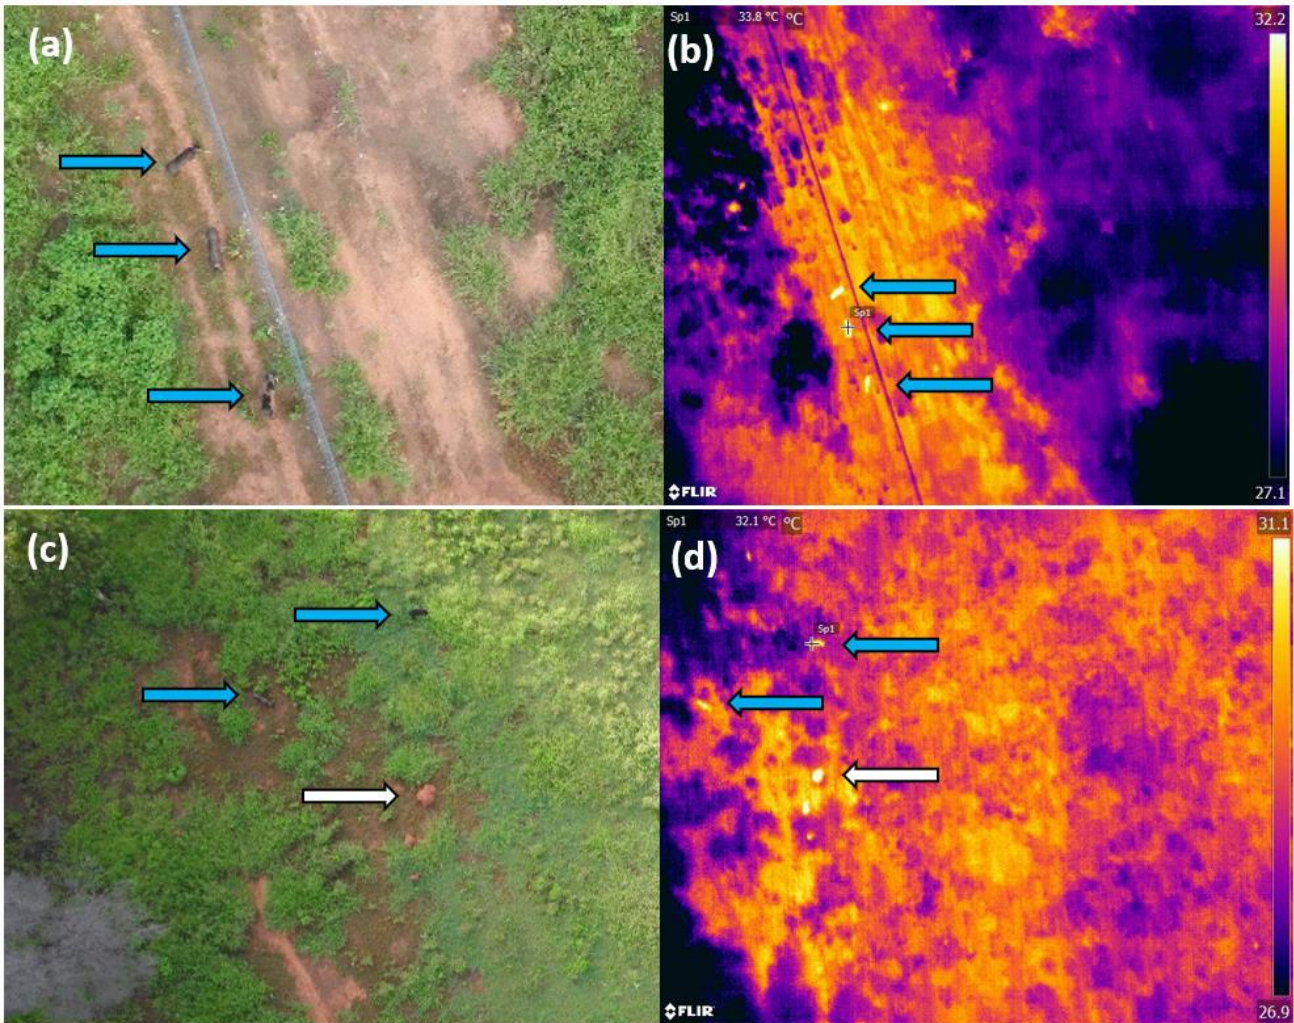 (a)
Sp1 33.8 °C °C 32.2
(b)
Sp1
27.1
FLIR
(c)
Sp1 32.1 °C °C 31.1
(d)
Sp1
26.9
FLIR